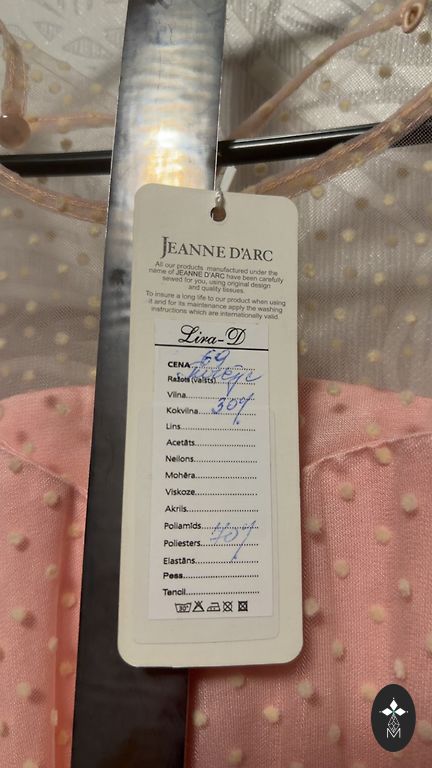 JEANNE D'ARC
All our products manufactured under the
name of JEANNE D'ARC have been carefully
sewed for you, using original design
and quality tissues.
To insure a long life to our product when using
it and for its maintenance apply the washing
instructions which are internationally valid.
Lira-D
CENA 69
Ražots (valsts)
Vilna
Kokvilna 30%
Lins
Acetāts
Neilons
Mohēra
Viskoze
Akrils
Poliamīds
Poliesters 70%
Elastāns
Pess
Tencil
30°
M